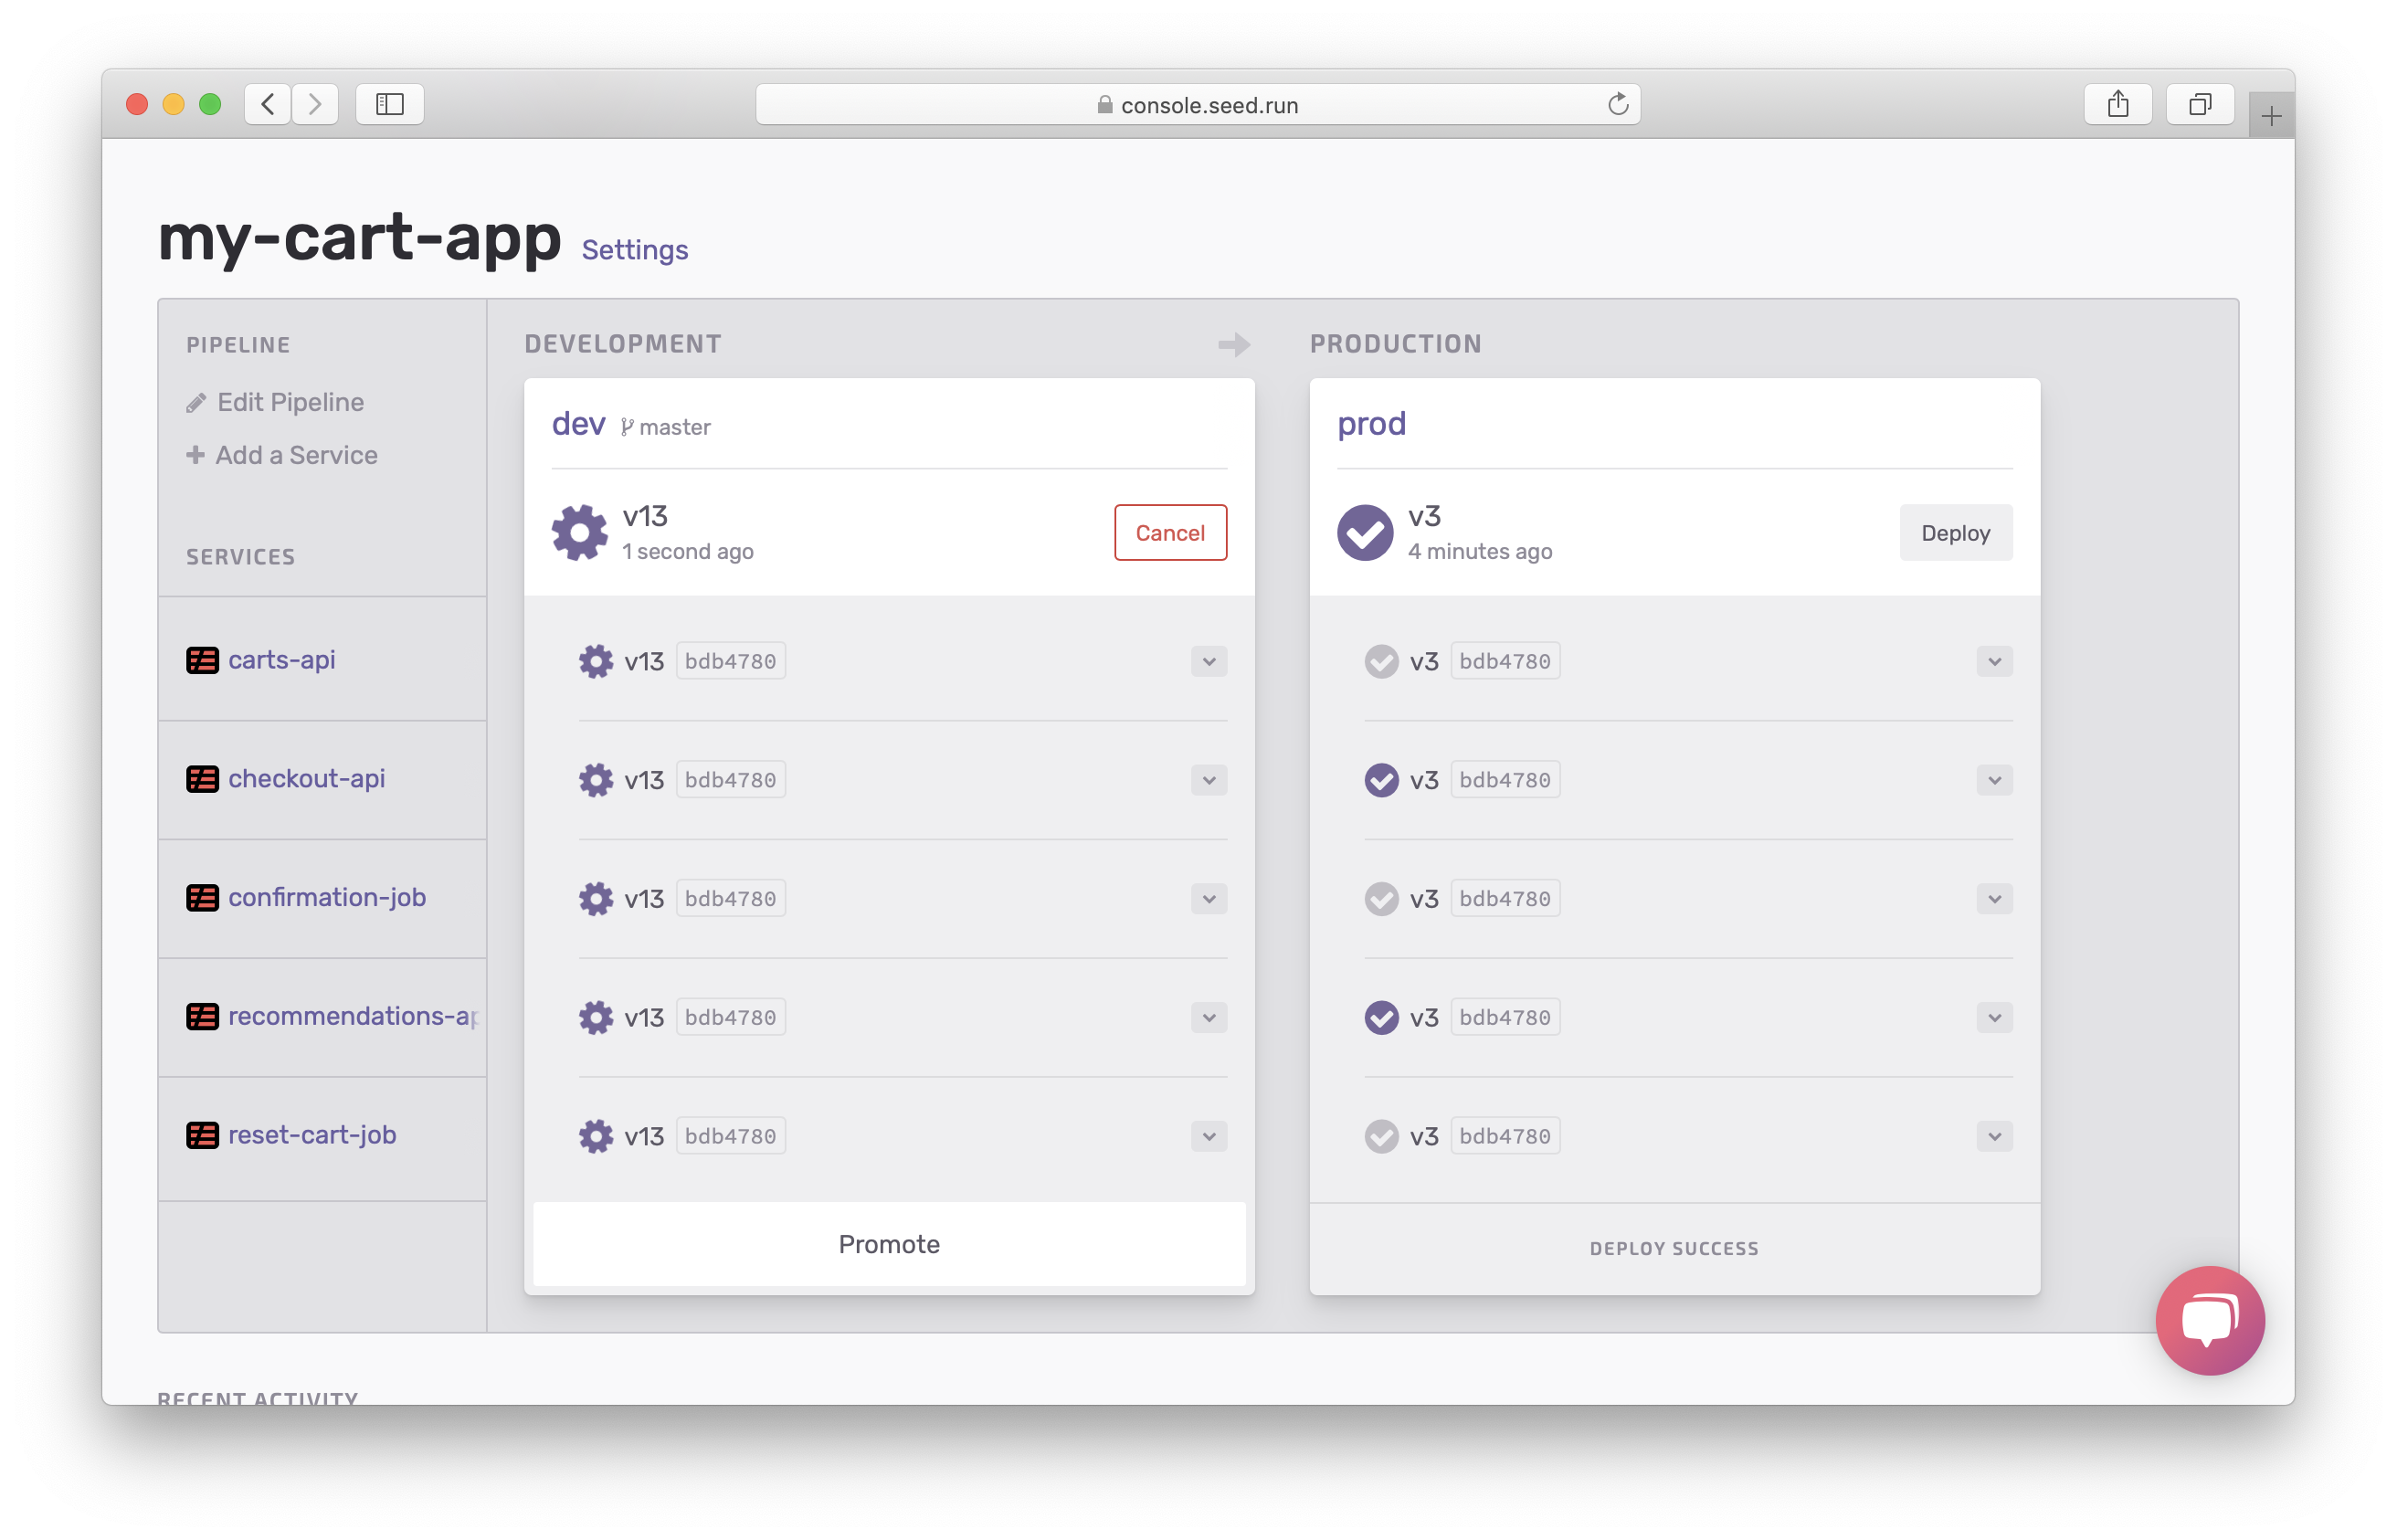 console.seed.run
my-cart-app Settings
PIPELINE
Edit Pipeline
Add a Service
SERVICES
carts-api
checkout-api
confirmation-job
recommendations-ap
reset-cart-job
DEVELOPMENT
dev master
v13
1 second ago
Cancel
v13 bdb4780
v13 bdb4780
v13 bdb4780
v13 bdb4780
v13 bdb4780
Promote
PRODUCTION
prod
v3
4 minutes ago
Deploy
v3 bdb4780
v3 bdb4780
v3 bdb4780
v3 bdb4780
v3 bdb4780
DEPLOY SUCCESS
RECENT ACTIVITY